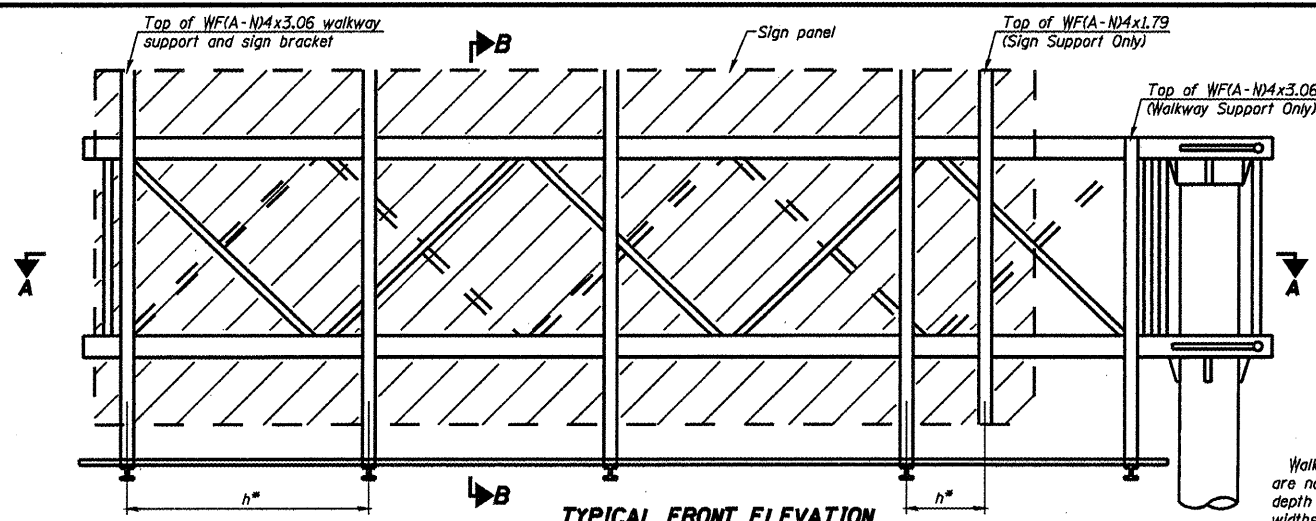 Top of WF(A-N)4x3.06 walkway
support and sign bracket
B
Sign panel
Top of WF(A-N)4x1.79
(Sign Support Only)
Top of WF(A-N)4x3.06
(Walkway Support Only)
A
A
h*
B
h*
TYPICAL FRONT ELEVATION
Walk
are no
depth
widths